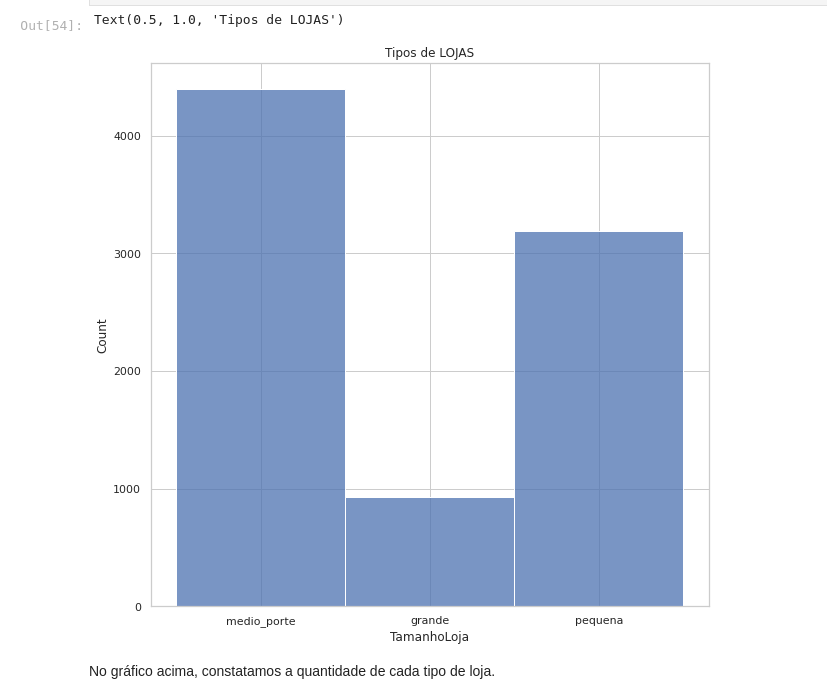 Out[54]: Text(0.5, 1.0, 'Tipos de LOJAS')
Tipos de LOJAS
4000
3000
2000
1000
0
Count
medio_porte grande pequena
TamanhoLoja
No gráfico acima, constatamos a quantidade de cada tipo de loja.